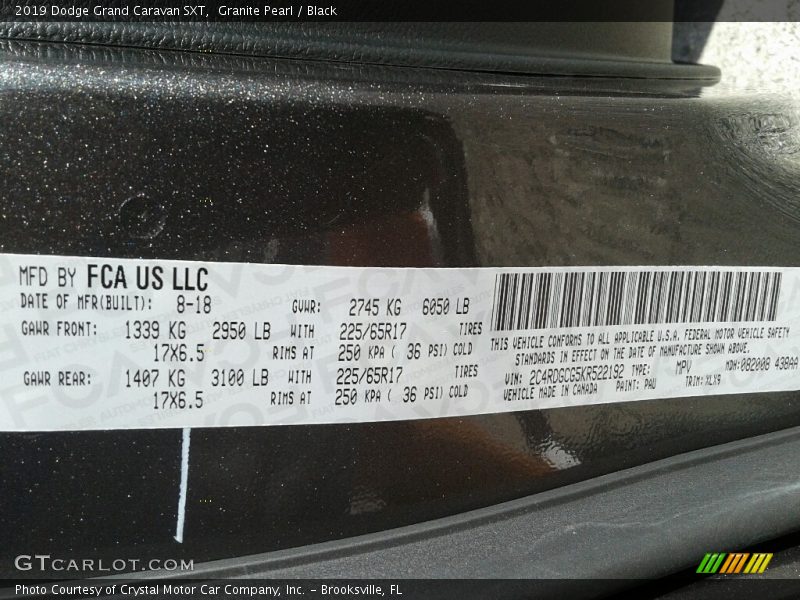 2019 Dodge Grand Caravan SXT,  Granite Pearl / Black
MFD BY FCA US LLC
DATE OF MFR(BUILT): 8-18 GVWR: 2745 KG 6050 LB
GAWR FRONT: 1339 KG 2950 LB WITH 225/65R17 TIRES
17X6.5 RIMS AT 250 KPA ( 36 PSI) COLD
GAWR REAR: 1407 KG 3100 LB WITH 225/65R17 TIRES
17X6.5 RIMS AT 250 KPA ( 36 PSI) COLD
THIS VEHICLE CONFORMS TO ALL APPLICABLE U.S.A. FEDERAL MOTOR VEHICLE SAFETY
STANDARDS IN EFFECT ON THE DATE OF MANUFACTURE SHOWN ABOVE.
VIN: 2C4RDGCG5KR522192 TYPE: MPV MDH: 082008 438AA
VEHICLE MADE IN CANADA PAINT: PAU TRIM: XLX9
GTCARLOT.COM
Photo Courtesy of Crystal Motor Car Company, Inc. – Brooksville, FL